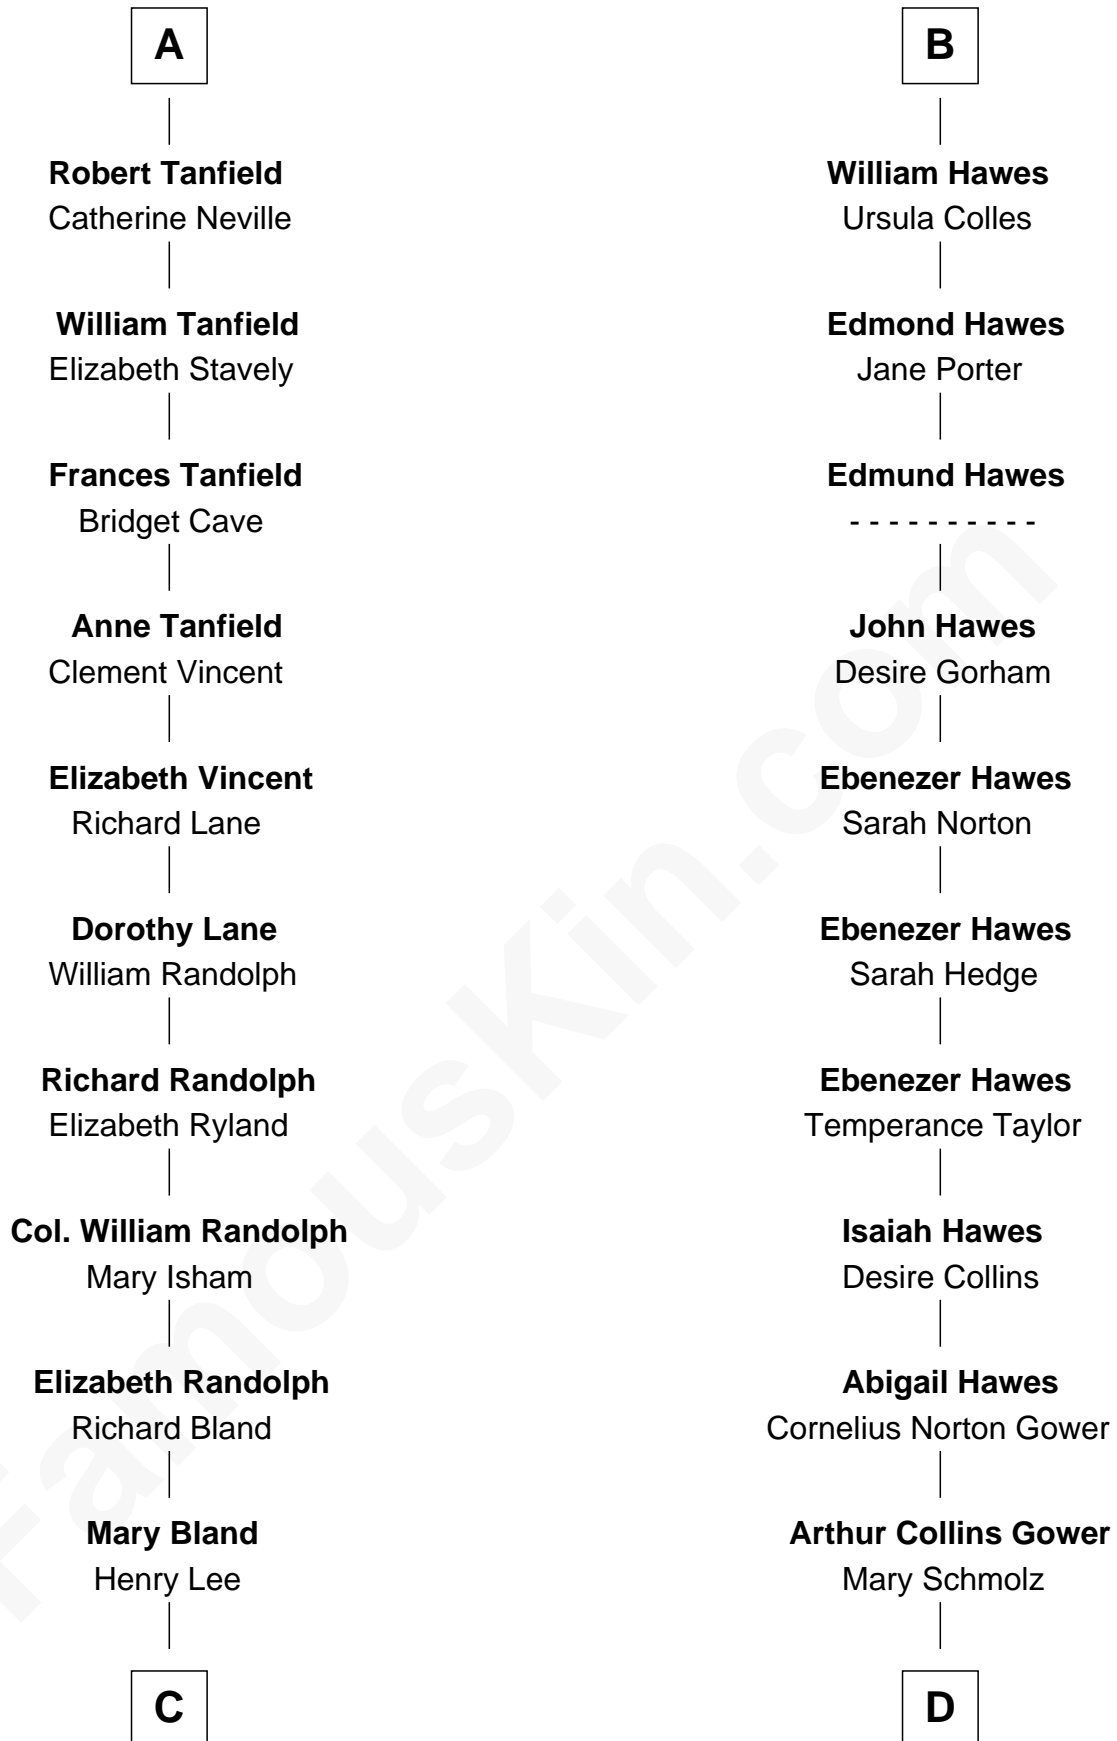 A
Robert Tanfield
Catherine Neville
William Tanfield
Elizabeth Stavely
Frances Tanfield
Bridget Cave
Anne Tanfield
Clement Vincent
Elizabeth Vincent
Richard Lane
Dorothy Lane
William Randolph
Richard Randolph
Elizabeth Ryland
Col. William Randolph
Mary Isham
Elizabeth Randolph
Richard Bland
Mary Bland
Henry Lee
C
B
William Hawes
Ursula Colles
Edmond Hawes
Jane Porter
Edmund Hawes
- - - - - - - - - -
John Hawes
Desire Gorham
Ebenezer Hawes
Sarah Norton
Ebenezer Hawes
Sarah Hedge
Ebenezer Hawes
Temperance Taylor
Isaiah Hawes
Desire Collins
Abigail Hawes
Cornelius Norton Gower
Arthur Collins Gower
Mary Schmolz
D
FamousKin.com